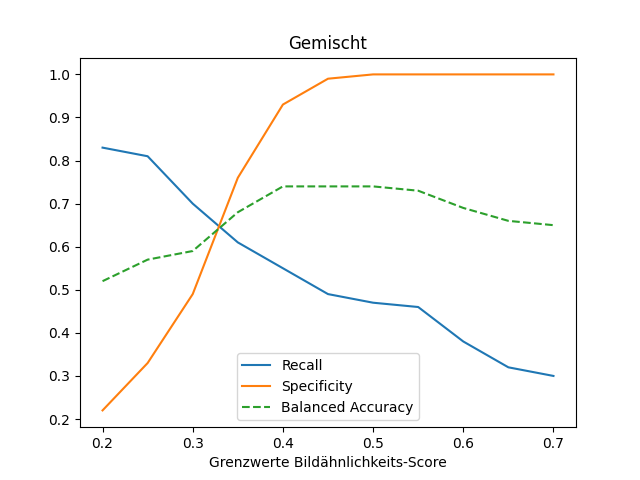 Gemischt
1.0
0.9
0.8
0.7
0.6
0.5
0.4
0.3
0.2
Recall
Specificity
Balanced Accuracy
0.2 0.3 0.4 0.5 0.6 0.7
Grenzwerte Bildähnlichkeits-Score